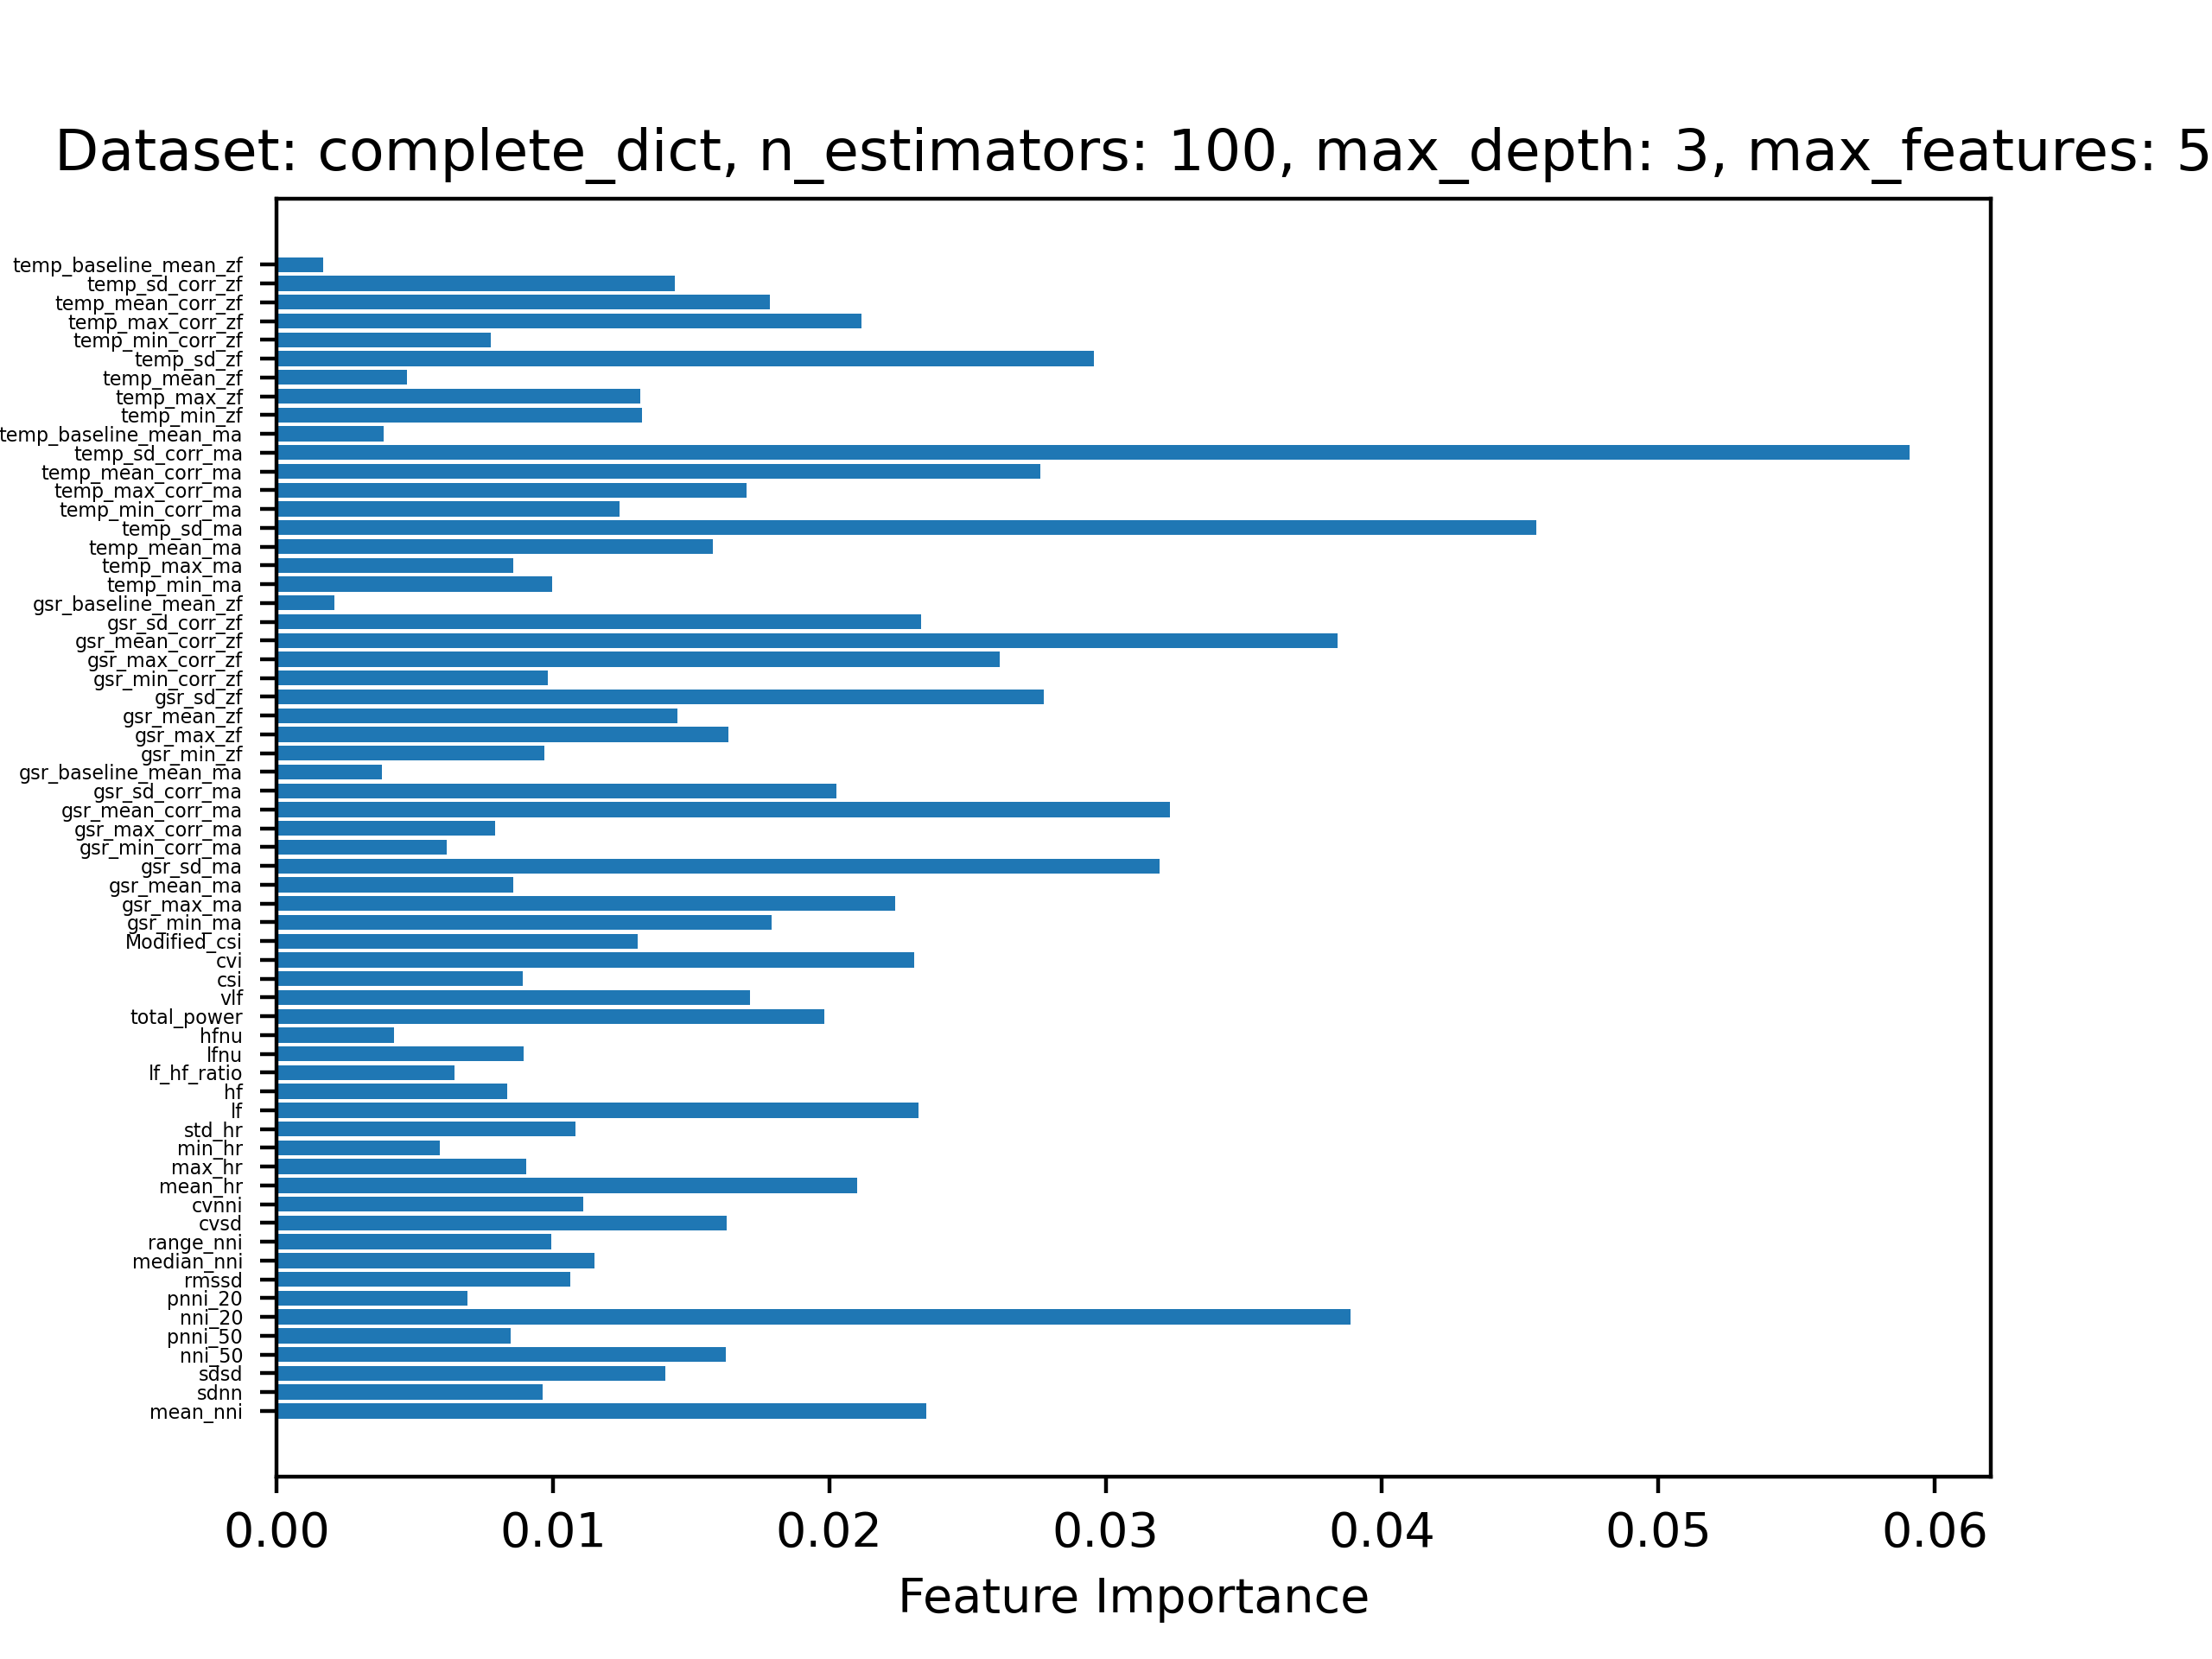 Dataset: complete_dict, n_estimators: 100, max_depth: 3, max_features: 5
temp_baseline_mean_zf
temp_sd_corr_zf
temp_mean_corr_zf
temp_max_corr_zf
temp_min_corr_zf
temp_sd_zf
temp_mean_zf
temp_max_zf
temp_min_zf
temp_baseline_mean_ma
temp_sd_corr_ma
temp_mean_corr_ma
temp_max_corr_ma
temp_min_corr_ma
temp_sd_ma
temp_mean_ma
temp_max_ma
temp_min_ma
gsr_baseline_mean_zf
gsr_sd_corr_zf
gsr_mean_corr_zf
gsr_max_corr_zf
gsr_min_corr_zf
gsr_sd_zf
gsr_mean_zf
gsr_max_zf
gsr_min_zf
gsr_baseline_mean_ma
gsr_sd_corr_ma
gsr_mean_corr_ma
gsr_max_corr_ma
gsr_min_corr_ma
gsr_sd_ma
gsr_mean_ma
gsr_max_ma
gsr_min_ma
Modified_csi
cvi
csi
vlf
total_power
hfnu
lfnu
lf_hf_ratio
hf
lf
std_hr
min_hr
max_hr
mean_hr
cvnni
cvsd
range_nni
median_nni
rmssd
pnni_20
nni_20
pnni_50
nni_50
sdsd
sdnn
mean_nni
0.00 0.01 0.02 0.03 0.04 0.05 0.06
Feature Importance